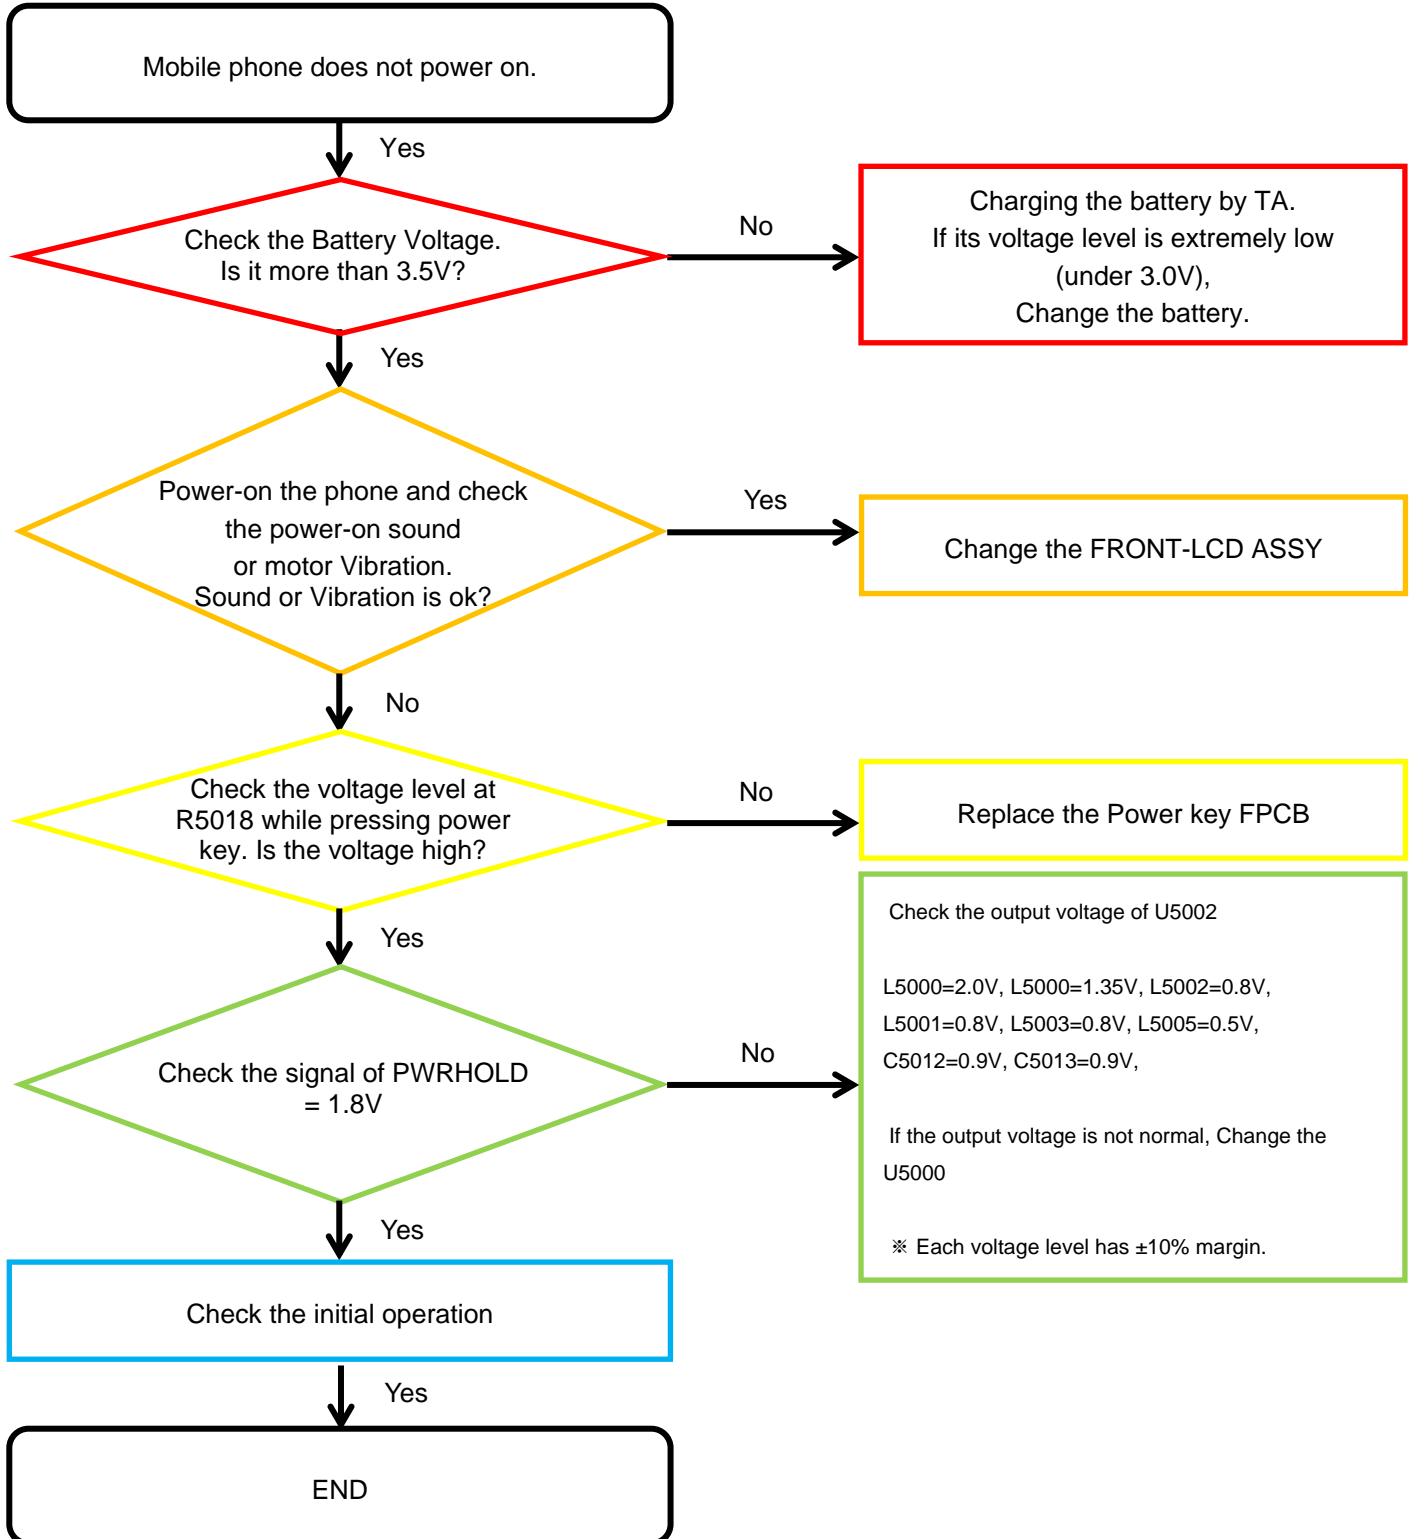 Mobile phone does not power on.
Yes
Check the Battery Voltage.
Is it more than 3.5V?
No
Charging the battery by TA.
If its voltage level is extremely low
(under 3.0V),
Change the battery.
Yes
Power-on the phone and check
the power-on sound
or motor Vibration.
Sound or Vibration is ok?
Yes
Change the FRONT-LCD ASSY
No
Check the voltage level at
R5018 while pressing power
key. Is the voltage high?
No
Replace the Power key FPCB
Yes
Check the signal of PWRHOLD
= 1.8V
No
Check the output voltage of U5002
L5000=2.0V, L5000=1.35V, L5002=0.8V,
L5001=0.8V, L5003=0.8V, L5005=0.5V,
C5012=0.9V, C5013=0.9V,
If the output voltage is not normal, Change the
U5000
※ Each voltage level has ±10% margin.
Yes
Check the initial operation
Yes
END